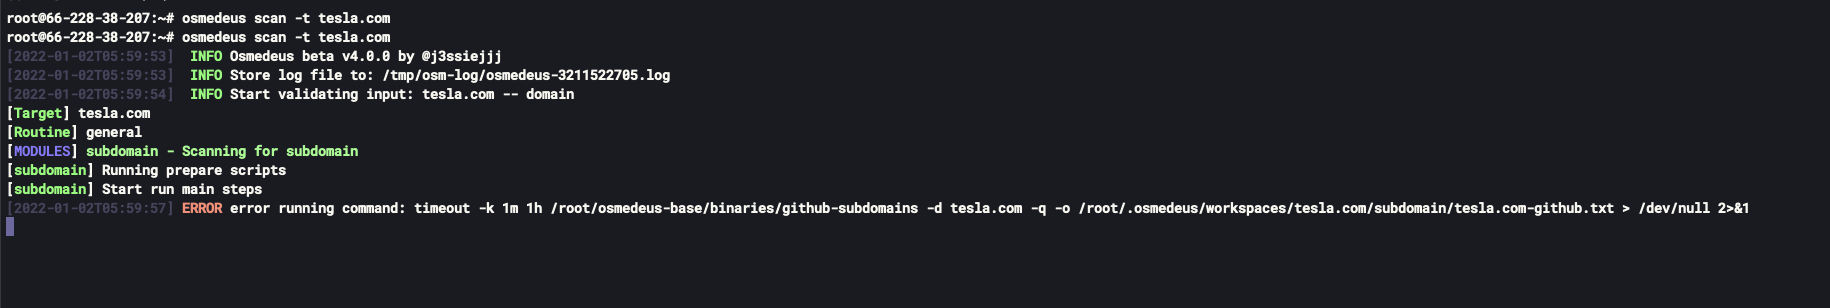 root@66-228-38-207:~# osmedeus scan -t tesla.com
root@66-228-38-207:~# osmedeus scan -t tesla.com
[2022-01-02T05:59:53]  INFO Osmedeus beta v4.0.0 by @j3ssiejjj
[2022-01-02T05:59:53]  INFO Store log file to: /tmp/osm-log/osmedeus-3211522705.log
[2022-01-02T05:59:54]  INFO Start validating input: tesla.com -- domain
[Target] tesla.com
[Routine] general
[MODULES] subdomain - Scanning for subdomain
[subdomain] Running prepare scripts
[subdomain] Start run main steps
[2022-01-02T05:59:57] ERROR error running command: timeout -k 1m 1h /root/osmedeus-base/binaries/github-subdomains -d tesla.com -q -o /root/.osmedeus/workspaces/tesla.com/subdomain/tesla.com-github.txt > /dev/null 2>&1